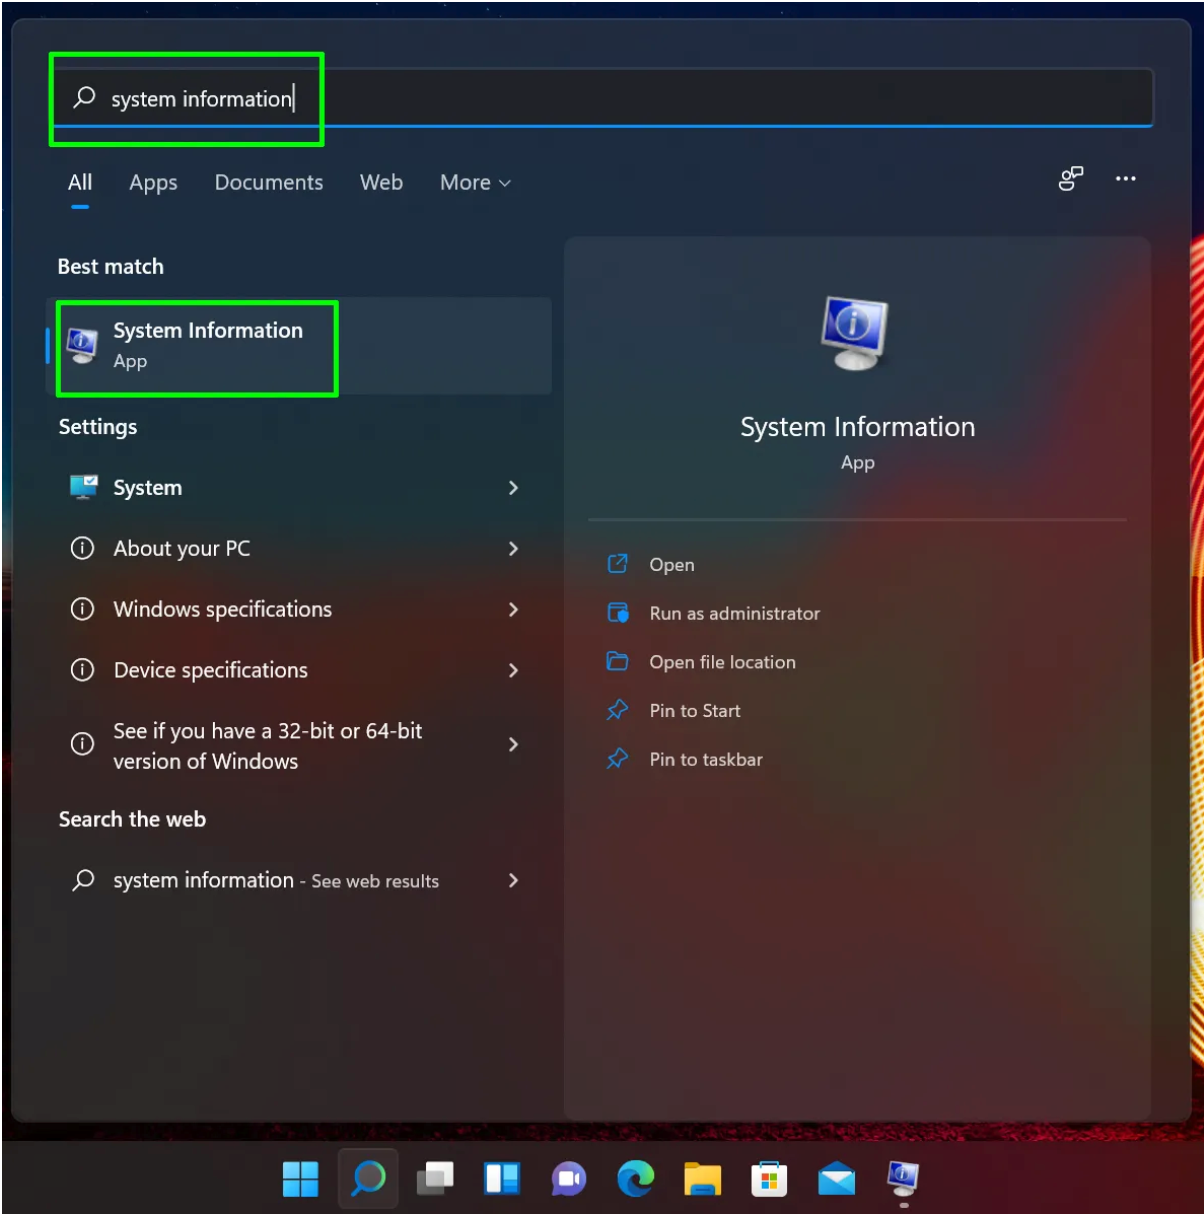 system information
All Apps Documents Web More
Best match
System Information
App
Settings
System
About your PC
Windows specifications
Device specifications
See if you have a 32-bit or 64-bit
version of Windows
Search the web
system information - See web results
System Information
App
Open
Run as administrator
Open file location
Pin to Start
Pin to taskbar